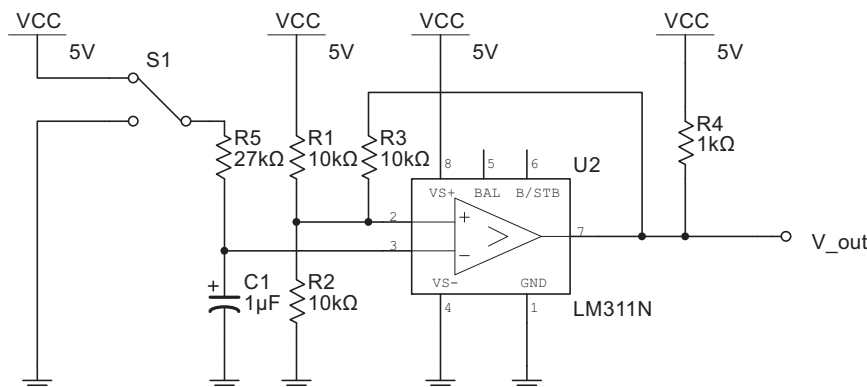 VCC
5V
VCC
5V
VCC
5V
VCC
5V
S1
R5
27kΩ
R1
10kΩ
R3
10kΩ
R4
1kΩ
8
5
6
U2
VS+
BAL
B/STB
2
+
3
−
7
V_out
+
C1
1µF
R2
10kΩ
VS-
GND
4
1
LM311N